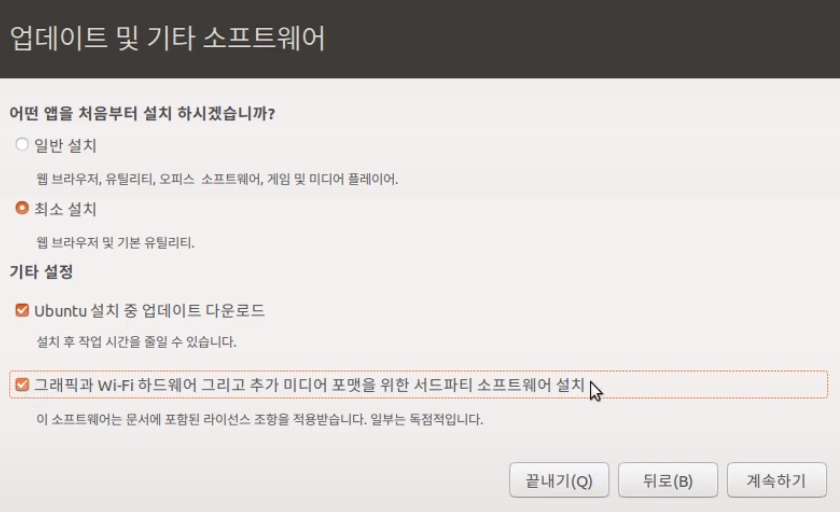 업데이트 및 기타 소프트웨어
어떤 앱을 처음부터 설치 하시겠습니까?
일반 설치
웹 브라우저, 유틸리티, 오피스 소프트웨어, 게임 및 미디어 플레이어.
최소 설치
웹 브라우저 및 기본 유틸리티.
기타 설정
Ubuntu 설치 중 업데이트 다운로드
설치 후 작업 시간을 줄일 수 있습니다.
그래픽과 Wi-Fi 하드웨어 그리고 추가 미디어 포맷을 위한 서드파티 소프트웨어 설치
이 소프트웨어는 문서에 포함된 라이선스 조항을 적용받습니다. 일부는 독점적입니다.
끝내기(Q) 뒤로(B) 계속하기